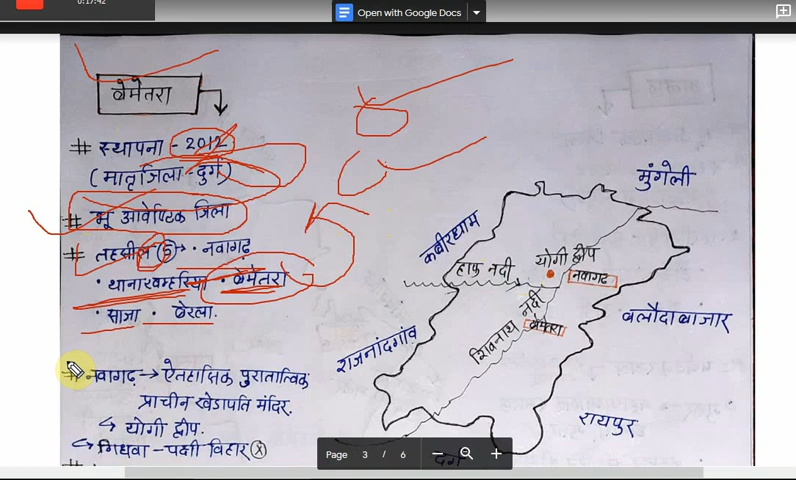 0:17:42
Open with Google Docs
बेमेतरा
# स्थापना - 2012
(मातृजिला - दुर्ग)
# भू आवेष्टित जिला
# तहसील (5) → · नवागढ़
· थानाखम्हरिया · बेमेतरा
· साजा · बेरला.
# नवागढ़ → ऐतहासिक पुरातात्विक
प्राचीन खेडापति मंदिर.
↳ योगी द्वीप.
↳ गिधवा - पक्षी विहार (x)
मुंगेली
कबीरधाम
योगी द्वीप
हाफ नदी
नवागढ़
शिवनाथ नदी
बेमेतरा
बलौदाबाजार
राजनांदगांव
रायपुर
दुर्ग
Page 3 / 6